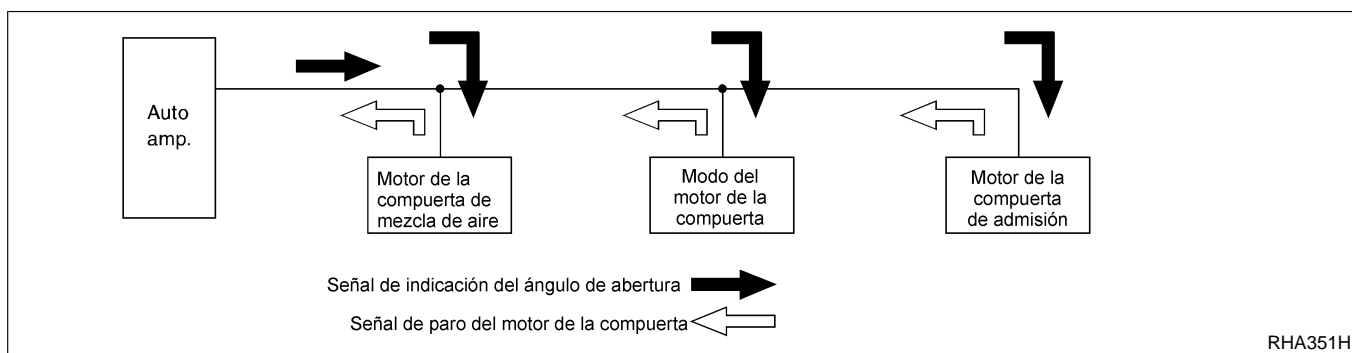 Auto
amp.
Motor de la
compuerta de
mezcla de aire
Modo del
motor de la
compuerta
Motor de la
compuerta
de admisión
Señal de indicación del ángulo de abertura
Señal de paro del motor de la compuerta
RHA351H